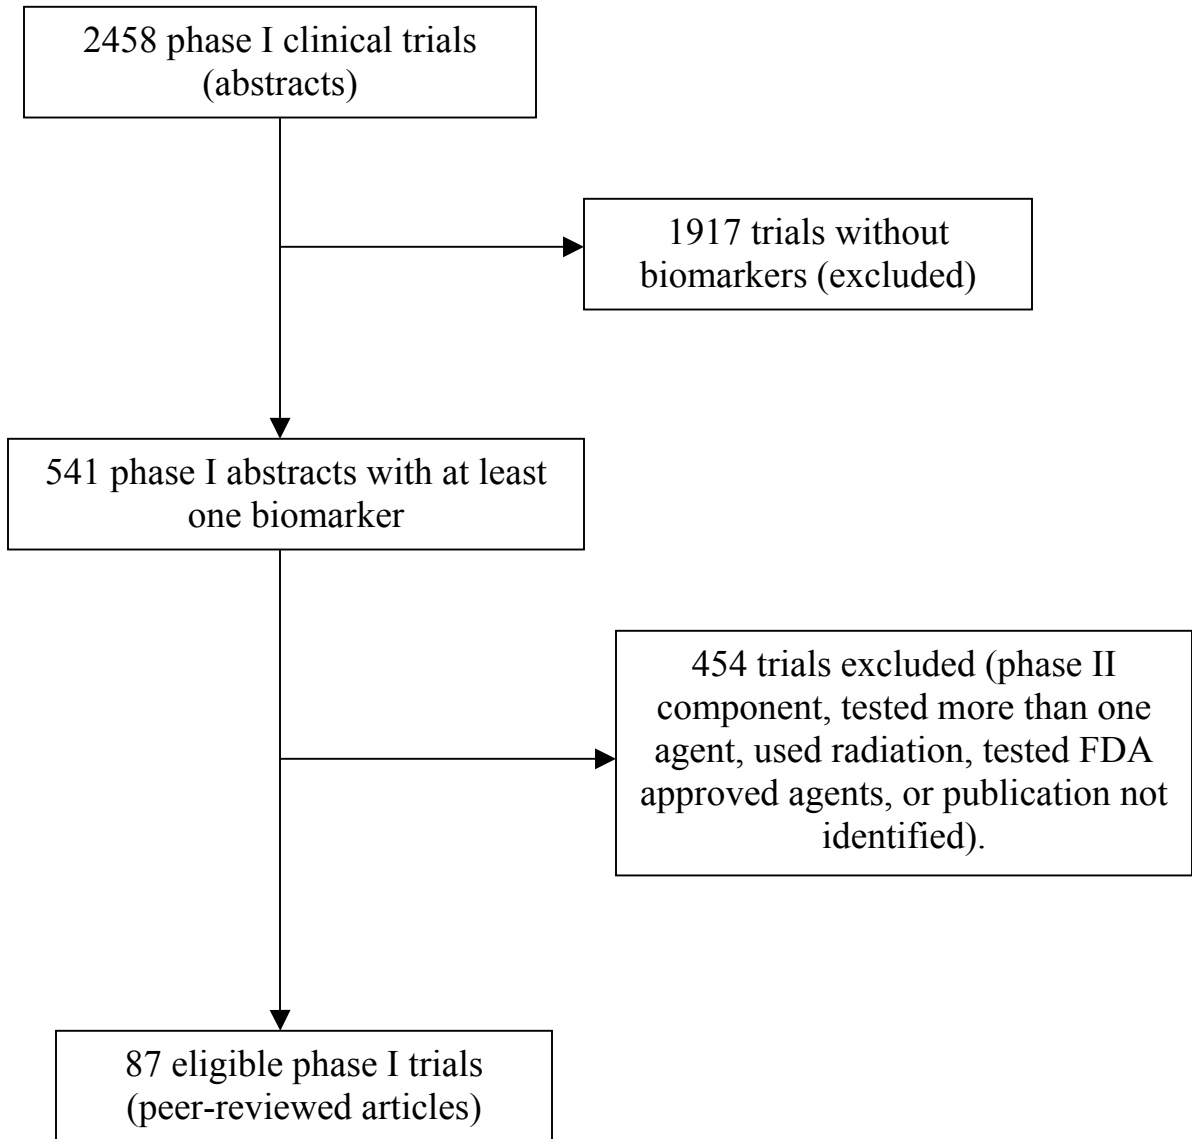 2458 phase I clinical trials
(abstracts)
1917 trials without
biomarkers (excluded)
541 phase I abstracts with at least
one biomarker
454 trials excluded (phase II
component, tested more than one
agent, used radiation, tested FDA
approved agents, or publication not
identified).
87 eligible phase I trials
(peer-reviewed articles)